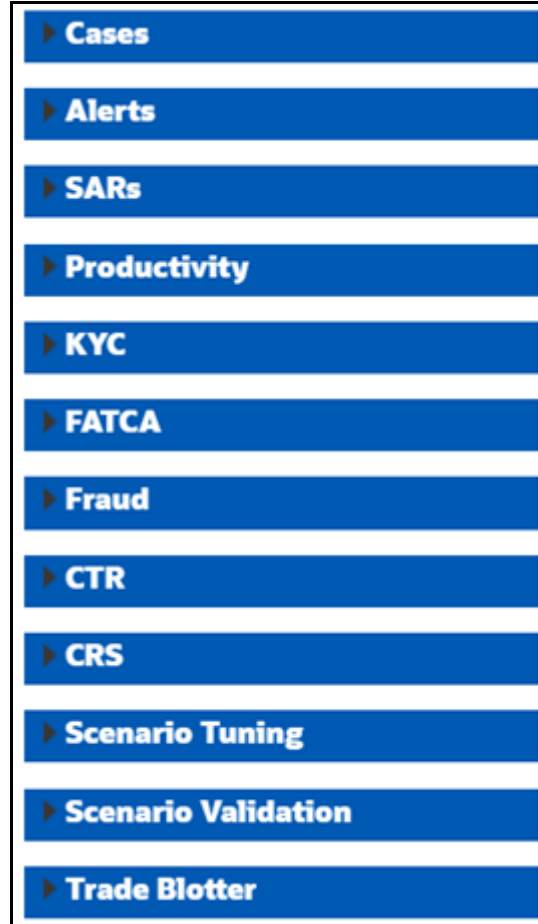 Cases
Alerts
SARs
Productivity
KYC
FATCA
Fraud
CTR
CRS
Scenario Tuning
Scenario Validation
Trade Blotter